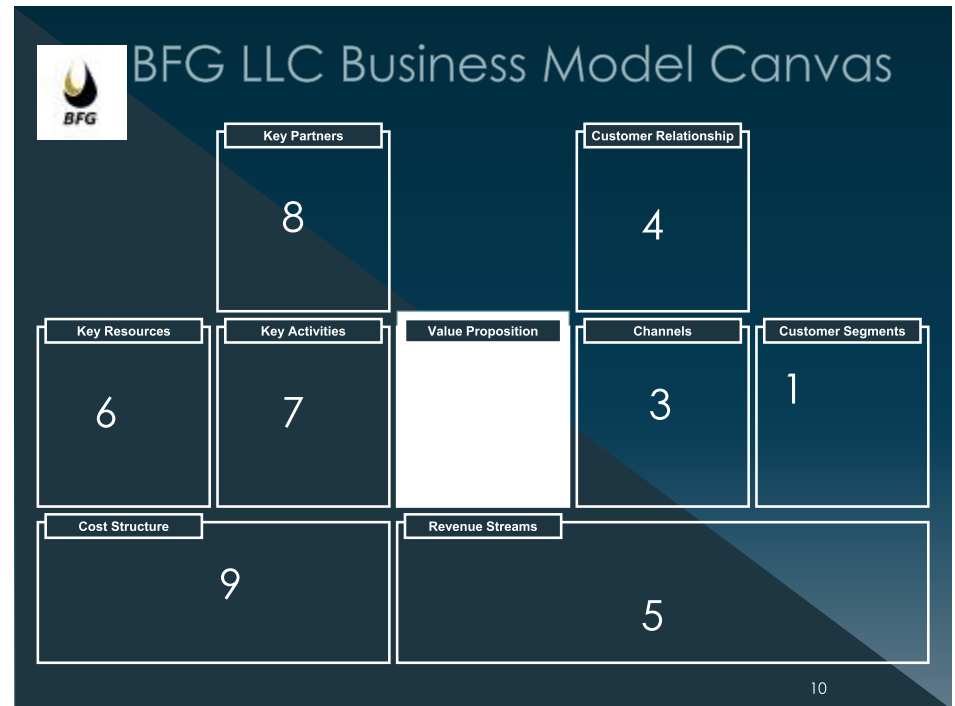 BFG LLC Business Model Canvas
BFG
Key Partners
8
Customer Relationship
4
Key Resources
6
Key Activities
7
Value Proposition
Channels
3
Customer Segments
1
Cost Structure
9
Revenue Streams
5
10